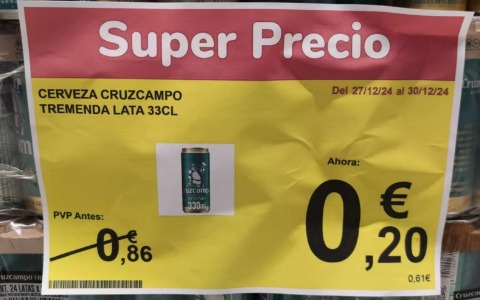 Super Precio
CERVEZA CRUZCAMPO
TREMENDA LATA 33CL
Del 27/12/24 al 30/12/24
330
Ahora:
0,20 €
0,61€
PVP Antes:
0,86 €